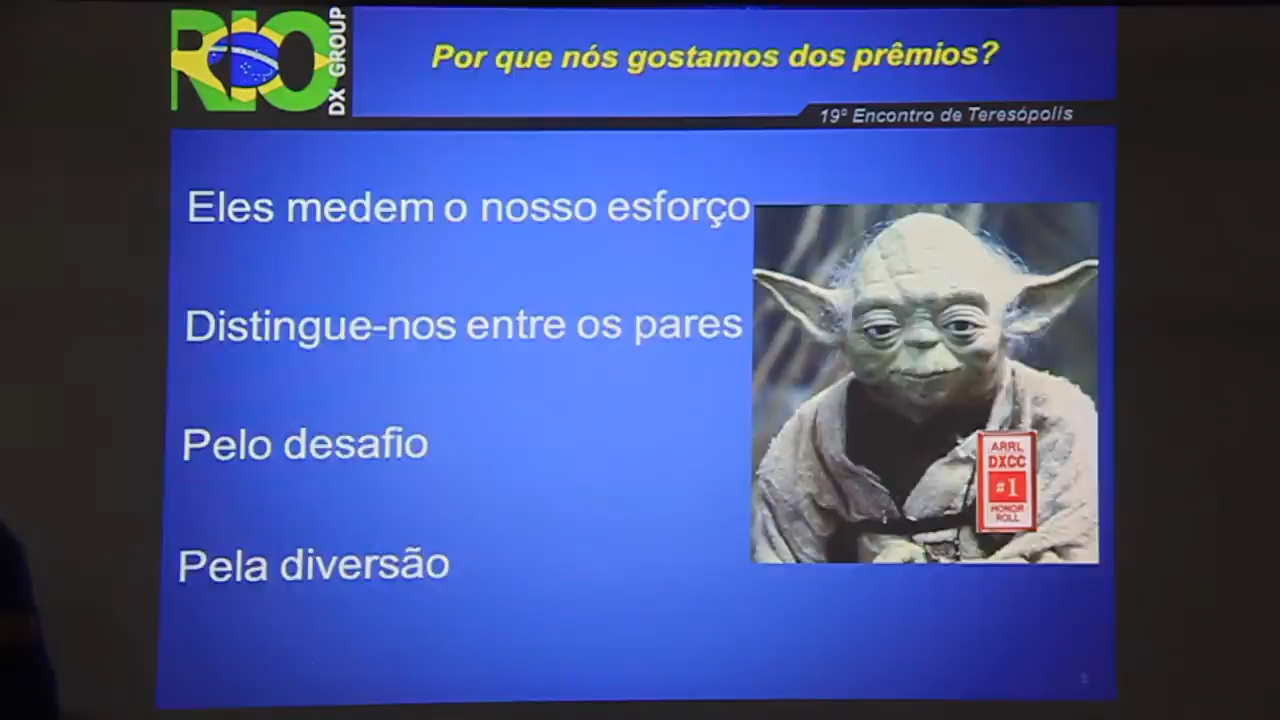 RIO
DX GROUP
Por que nós gostamos dos prêmios?
19º Encontro de Teresópolis
Eles medem o nosso esforço
Distingue-nos entre os pares
Pelo desafio
Pela diversão
ARRL
DXCC
#1
HONOR
ROLL